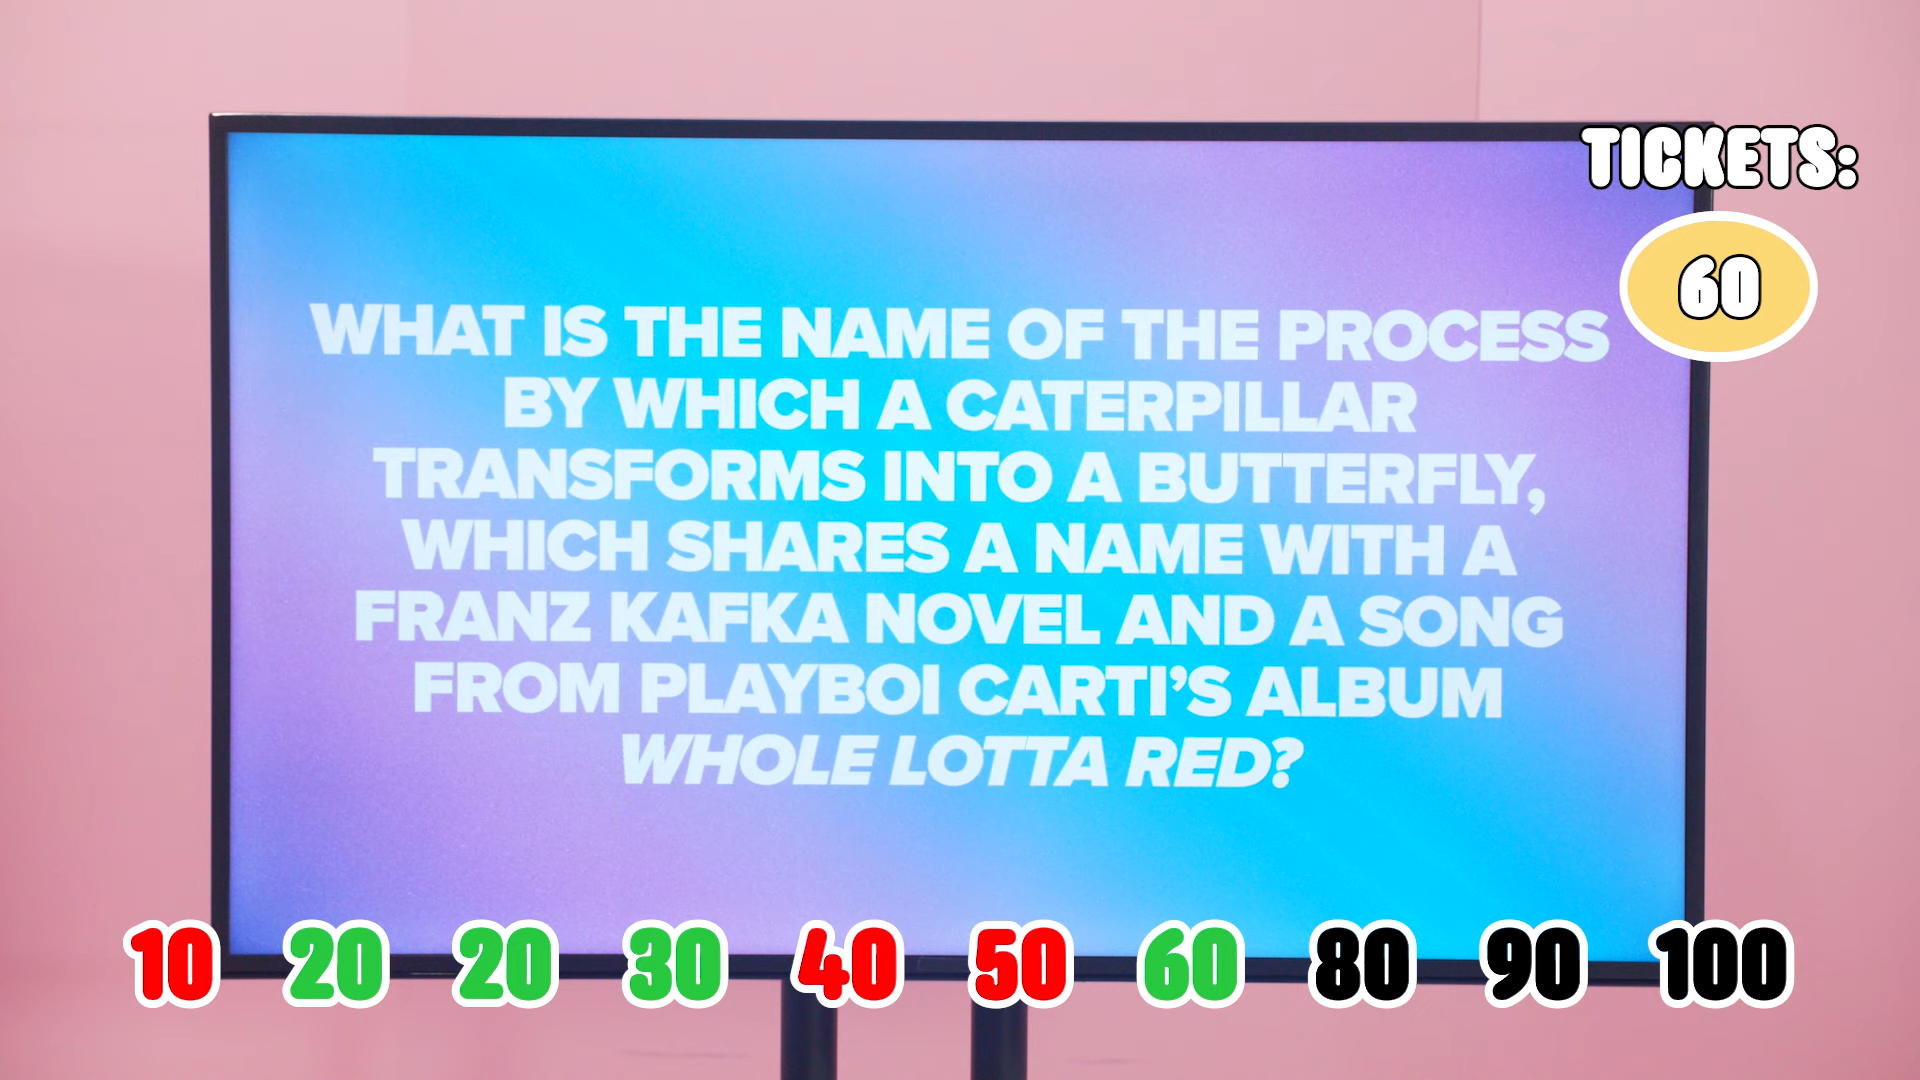 TICKETS:
60
WHAT IS THE NAME OF THE PROCESS
BY WHICH A CATERPILLAR
TRANSFORMS INTO A BUTTERFLY,
WHICH SHARES A NAME WITH A
FRANZ KAFKA NOVEL AND A SONG
FROM PLAYBOI CARTI'S ALBUM
WHOLE LOTTA RED?
10 20 20 30 40 50 60 80 90 100